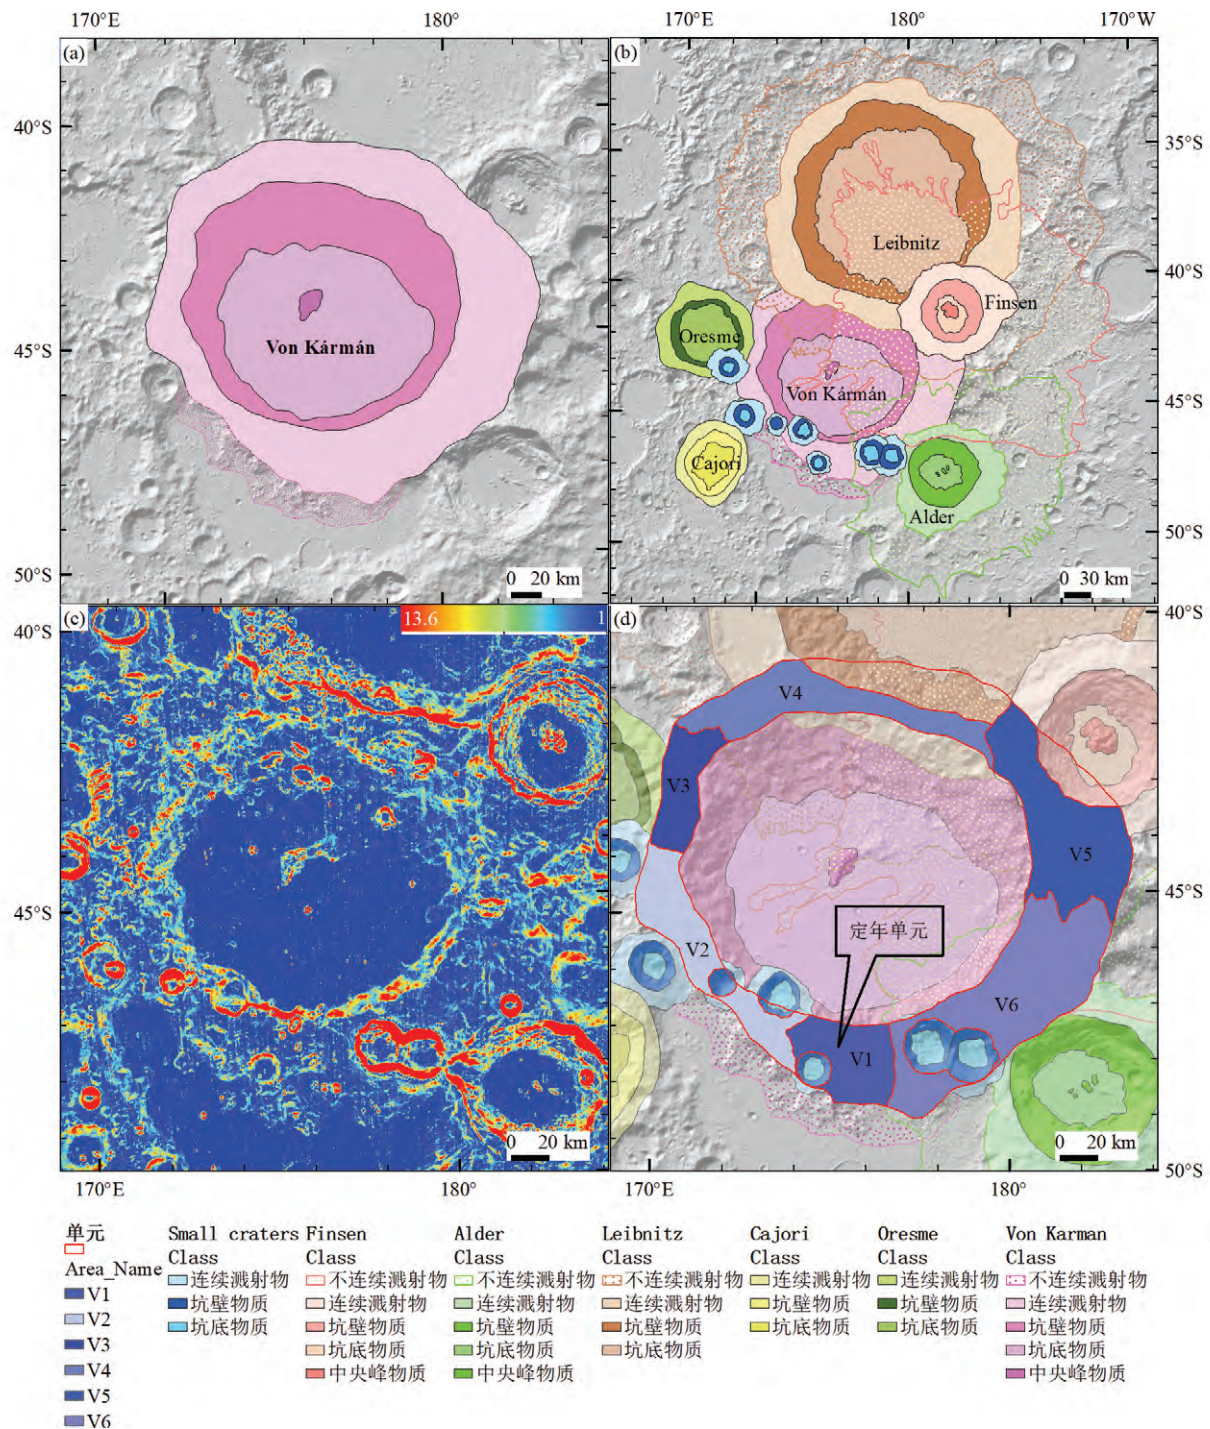 170°E 180° 170°E 180° 170°W
(a) (b)
40°S
35°S
Von Kármán
Leibnitz
40°S
Finsen
Oresme
45°S
Von Kármán
45°S
Cajori
Alder
50°S
50°S
0 20 km
0 30 km
(c) 13.6 1 (d)
40°S
40°S
V4
V3
V5
45°S
45°S
定年单元
V2
V6
V1
0 20 km
0 20 km
50°S
170°E 180° 170°E 180°
单元
Area_Name
V1
V2
V3
V4
V5
V6
Small craters
Class
连续溅射物
坑壁物质
坑底物质
Finsen
Class
不连续溅射物
连续溅射物
坑壁物质
坑底物质
中央峰物质
Alder
Class
不连续溅射物
连续溅射物
坑壁物质
坑底物质
中央峰物质
Leibnitz
Class
不连续溅射物
连续溅射物
坑壁物质
坑底物质
Cajori
Class
连续溅射物
坑壁物质
坑底物质
Oresme
Class
连续溅射物
坑壁物质
坑底物质
Von Karman
Class
不连续溅射物
连续溅射物
坑壁物质
坑底物质
中央峰物质